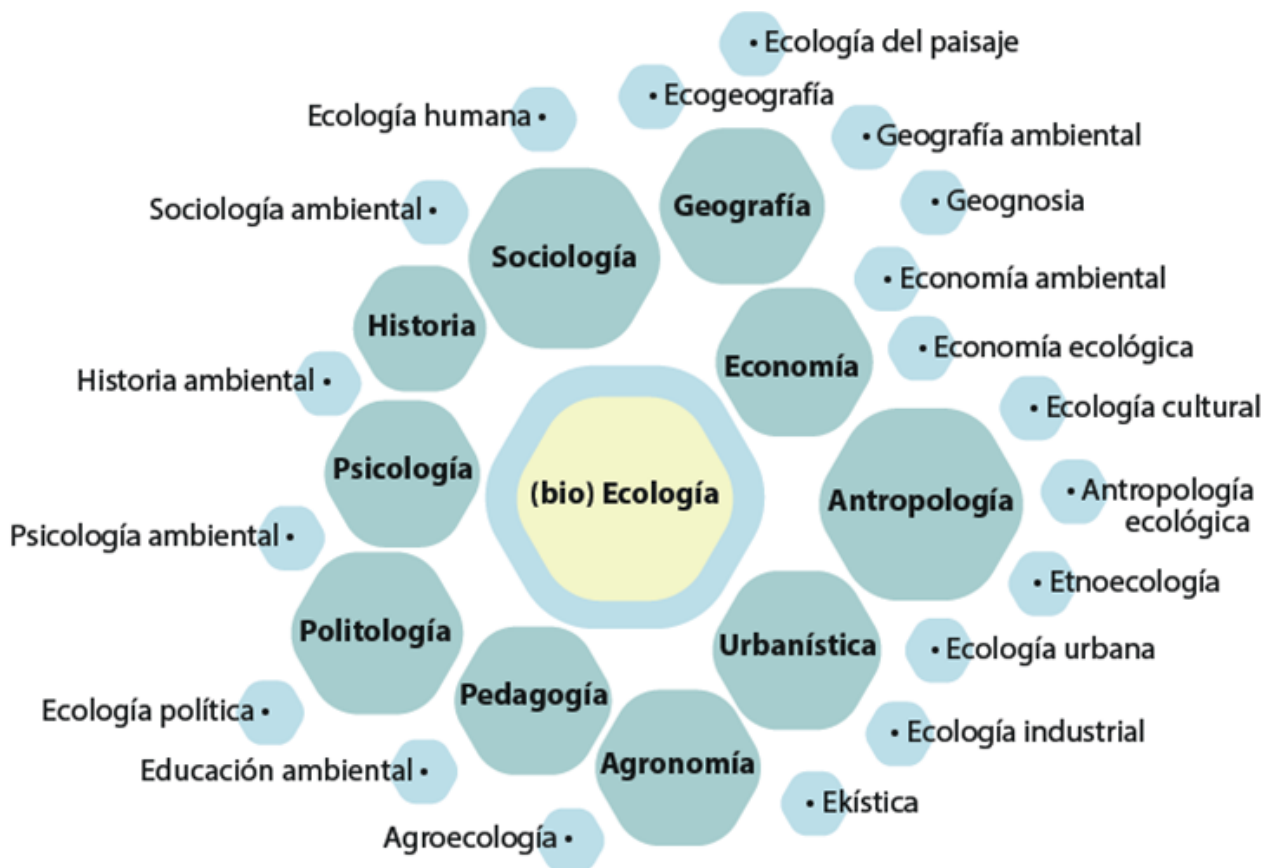 Ecología del paisaje
Ecogeografía
Ecología humana
Geografía ambiental
Geografía
Geognosia
Sociología ambiental
Sociología
Economía ambiental
Historia
Economía ecológica
Economía
Historia ambiental
Ecología cultural
Psicología
(bio) Ecología
Antropología
Antropología
ecológica
Psicología ambiental
Etnoecología
Politología
Urbanística
Ecología urbana
Pedagogía
Ecología política
Ecología industrial
Agronomía
Educación ambiental
Ekística
Agroecología